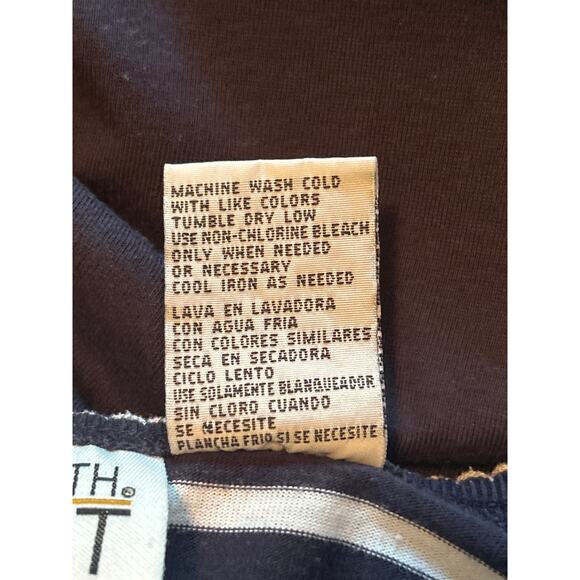 MACHINE WASH COLD
WITH LIKE COLORS
TUMBLE DRY LOW
USE NON-CHLORINE BLEACH
ONLY WHEN NEEDED
OR NECESSARY
COOL IRON AS NEEDED
LAVA EN LAVADORA
CON AGUA FRIA
CON COLORES SIMILARES
SECA EN SECADORA
CICLO LENTO
USE SOLAMENTE BLANQUEADOR
SIN CLORO CUANDO
SE NECESITE
PLANCHA FRIO SI SE NECESITE
TH®
T